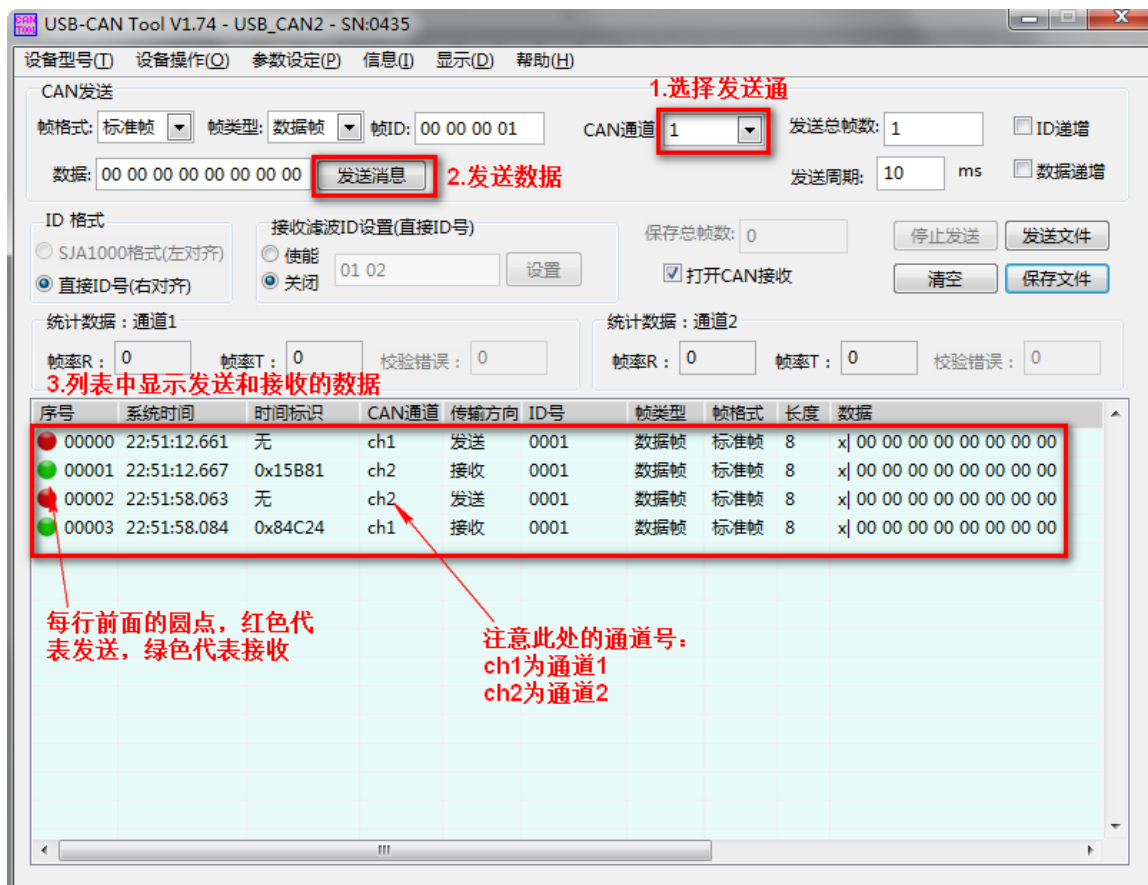 USB-CAN Tool V1.74 - USB_CAN2 - SN:0435
设备型号(T) 设备操作(O) 参数设定(P) 信息(I) 显示(D) 帮助(H)
CAN发送
1.选择发送通
帧格式: 标准帧 帧类型: 数据帧 帧ID: 00 00 00 01 CAN通道 1 发送总帧数: 1 ID递增
数据: 00 00 00 00 00 00 00 00 发送消息 2.发送数据 发送周期: 10 ms 数据递增
ID 格式
SJA1000格式(左对齐)
直接ID号(右对齐)
接收滤波ID设置(直接ID号)
使能
关闭
01 02 设置
保存总帧数: 0 停止发送 发送文件
打开CAN接收 清空 保存文件
统计数据：通道1
帧率R： 0 帧率T： 0 校验错误： 0
统计数据：通道2
帧率R： 0 帧率T： 0 校验错误： 0
3.列表中显示发送和接收的数据
序号 系统时间 时间标识 CAN通道 传输方向 ID号 帧类型 帧格式 长度 数据
00000 22:51:12.661 无 ch1 发送 0001 数据帧 标准帧 8 x| 00 00 00 00 00 00 00 00
00001 22:51:12.667 0x15B81 ch2 接收 0001 数据帧 标准帧 8 x| 00 00 00 00 00 00 00 00
00002 22:51:58.063 无 ch2 发送 0001 数据帧 标准帧 8 x| 00 00 00 00 00 00 00 00
00003 22:51:58.084 0x84C24 ch1 接收 0001 数据帧 标准帧 8 x| 00 00 00 00 00 00 00 00
每行前面的圆点，红色代
表发送，绿色代表接收
注意此处的通道号：
ch1为通道1
ch2为通道2